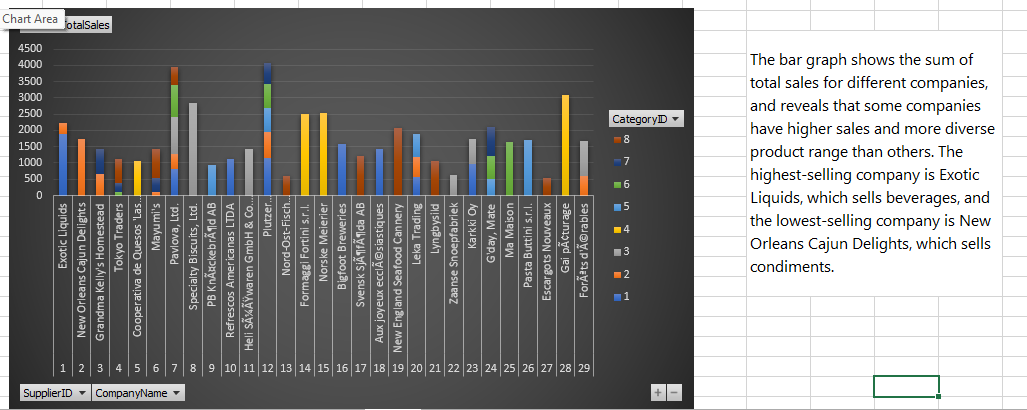 Chart Area
TotalSales
4500
4000
3500
3000
2500
2000
1500
1000
500
0
CategoryID
8
7
6
5
4
3
2
1
Exotic Liquids
New Orleans Cajun Delights
Grandma Kelly's Homestead
Tokyo Traders
Cooperativa de Quesos 'Las...
Mayumi's
Pavlova, Ltd.
Specialty Biscuits, Ltd.
PB KnÃ¤ckebrÃ¶d AB
Refrescos Americanas LTDA
Heli SÃ¼ÃŸwaren GmbH & Co...
Plutzer...
Nord-Ost-Fisch...
Formaggi Fortini s.r.l.
Norske Meierier
Bigfoot Breweries
Svensk SjÃ¶fÃ¶da AB
Aux joyeux ecclÃ©siastiques
New England Seafood Cannery
Leka Trading
Lyngbysild
Zaanse Snoepfabriek
Karkki Oy
G'day, Mate
Ma Maison
Pasta Buttini s.r.l.
Escargots Nouveaux
Gai pÃ¢turage
ForÃªts d'Ã©rables
1 2 3 4 5 6 7 8 9 10 11 12 13 14 15 16 17 18 19 20 21 22 23 24 25 26 27 28 29
SupplierID CompanyName
+ −
The bar graph shows the sum of
total sales for different companies,
and reveals that some companies
have higher sales and more diverse
product range than others. The
highest-selling company is Exotic
Liquids, which sells beverages, and
the lowest-selling company is New
Orleans Cajun Delights, which sells
condiments.